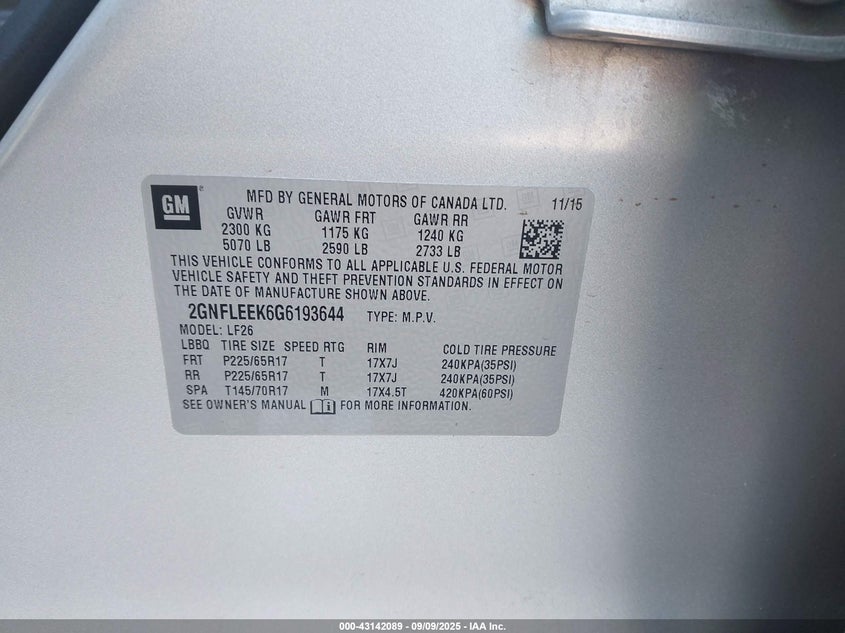 GM
MFD BY GENERAL MOTORS OF CANADA LTD. 11/15
GVWR GAWR FRT GAWR RR
2300 KG 1175 KG 1240 KG
5070 LB 2590 LB 2733 LB
THIS VEHICLE CONFORMS TO ALL APPLICABLE U.S. FEDERAL MOTOR
VEHICLE SAFETY AND THEFT PREVENTION STANDARDS IN EFFECT ON
THE DATE OF MANUFACTURE SHOWN ABOVE.
2GNFLEEK6G6193644 TYPE: M.P.V.
MODEL: LF26
LBBQ TIRE SIZE SPEED RTG RIM COLD TIRE PRESSURE
FRT P225/65R17 T 17X7J 240KPA(35PSI)
RR P225/65R17 T 17X7J 240KPA(35PSI)
SPA T145/70R17 M 17X4.5T 420KPA(60PSI)
SEE OWNER'S MANUAL i FOR MORE INFORMATION.
000-43142089 - 09/09/2025 - IAA Inc.